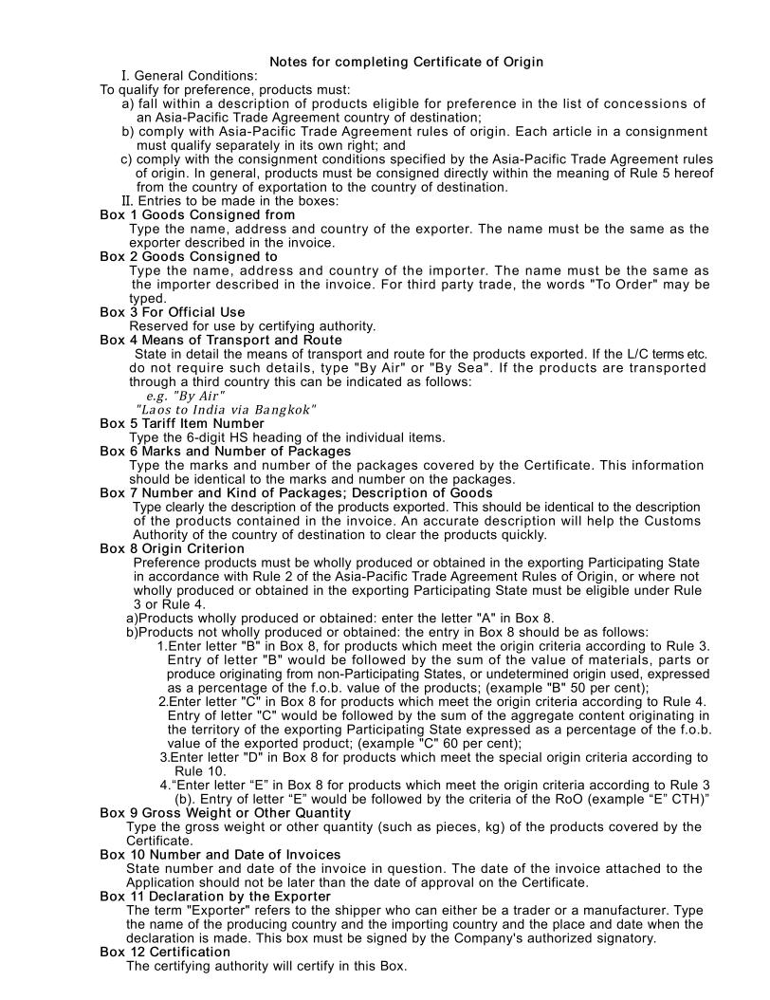 Notes for completing Certificate of Origin
I. General Conditions:
To qualify for preference, products must:
a) fall within a description of products eligible for preference in the list of concessions of
an Asia-Pacific Trade Agreement country of destination;
b) comply with Asia-Pacific Trade Agreement rules of origin. Each article in a consignment
must qualify separately in its own right; and
c) comply with the consignment conditions specified by the Asia-Pacific Trade Agreement rules
of origin. In general, products must be consigned directly within the meaning of Rule 5 hereof
from the country of exportation to the country of destination.
II. Entries to be made in the boxes:
Box 1 Goods Consigned from
Type the name, address and country of the exporter. The name must be the same as the
exporter described in the invoice.
Box 2 Goods Consigned to
Type the name, address and country of the importer. The name must be the same as
the importer described in the invoice. For third party trade, the words "To Order" may be
typed.
Box 3 For Official Use
Reserved for use by certifying authority.
Box 4 Means of Transport and Route
State in detail the means of transport and route for the products exported. If the L/C terms etc.
do not require such details, type "By Air" or "By Sea". If the products are transported
through a third country this can be indicated as follows:
e.g. "By Air"
"Laos to India via Bangkok"
Box 5 Tariff Item Number
Type the 6-digit HS heading of the individual items.
Box 6 Marks and Number of Packages
Type the marks and number of the packages covered by the Certificate. This information
should be identical to the marks and number on the packages.
Box 7 Number and Kind of Packages; Description of Goods
Type clearly the description of the products exported. This should be identical to the description
of the products contained in the invoice. An accurate description will help the Customs
Authority of the country of destination to clear the products quickly.
Box 8 Origin Criterion
Preference products must be wholly produced or obtained in the exporting Participating State
in accordance with Rule 2 of the Asia-Pacific Trade Agreement Rules of Origin, or where not
wholly produced or obtained in the exporting Participating State must be eligible under Rule
3 or Rule 4.
a)Products wholly produced or obtained: enter the letter "A" in Box 8.
b)Products not wholly produced or obtained: the entry in Box 8 should be as follows:
1.Enter letter "B" in Box 8, for products which meet the origin criteria according to Rule 3.
Entry of letter "B" would be followed by the sum of the value of materials, parts or
produce originating from non-Participating States, or undetermined origin used, expressed
as a percentage of the f.o.b. value of the products; (example "B" 50 per cent);
2.Enter letter "C" in Box 8 for products which meet the origin criteria according to Rule 4.
Entry of letter "C" would be followed by the sum of the aggregate content originating in
the territory of the exporting Participating State expressed as a percentage of the f.o.b.
value of the exported product; (example "C" 60 per cent);
3.Enter letter "D" in Box 8 for products which meet the special origin criteria according to
Rule 10.
4.“Enter letter “E” in Box 8 for products which meet the origin criteria according to Rule 3
(b). Entry of letter “E” would be followed by the criteria of the RoO (example “E” CTH)”
Box 9 Gross Weight or Other Quantity
Type the gross weight or other quantity (such as pieces, kg) of the products covered by the
Certificate.
Box 10 Number and Date of Invoices
State number and date of the invoice in question. The date of the invoice attached to the
Application should not be later than the date of approval on the Certificate.
Box 11 Declaration by the Exporter
The term "Exporter" refers to the shipper who can either be a trader or a manufacturer. Type
the name of the producing country and the importing country and the place and date when the
declaration is made. This box must be signed by the Company's authorized signatory.
Box 12 Certification
The certifying authority will certify in this Box.